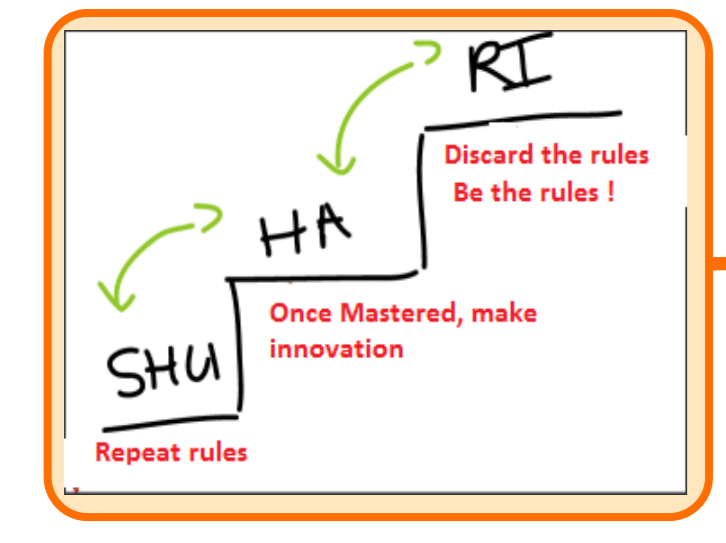 RI
Discard the rules
Be the rules !
HA
Once Mastered, make
innovation
SHU
Repeat rules